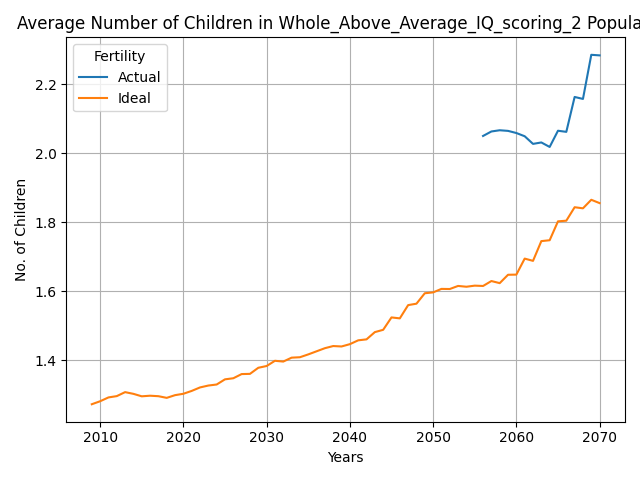 Average Number of Children in Whole_Above_Average_IQ_scoring_2 Popula
Fertility
Actual
Ideal
No. of Children
2.2
2.0
1.8
1.6
1.4
2010 2020 2030 2040 2050 2060 2070
Years